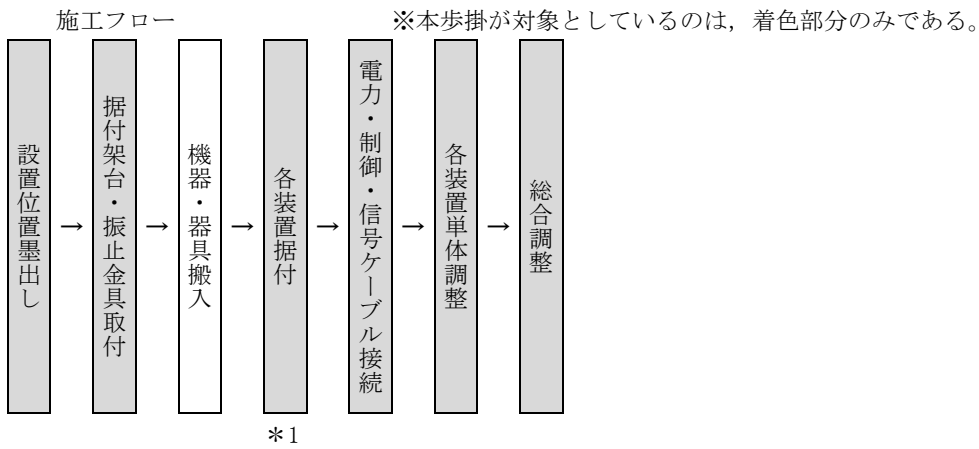 施工フロー
※本歩掛が対象としているのは，着色部分のみである。
設置位置墨出し
→
据付架台・振止金具取付
→
機器・器具搬入
→
各装置据付
→
電力・制御・信号ケーブル接続
→
各装置単体調整
→
総合調整
＊1